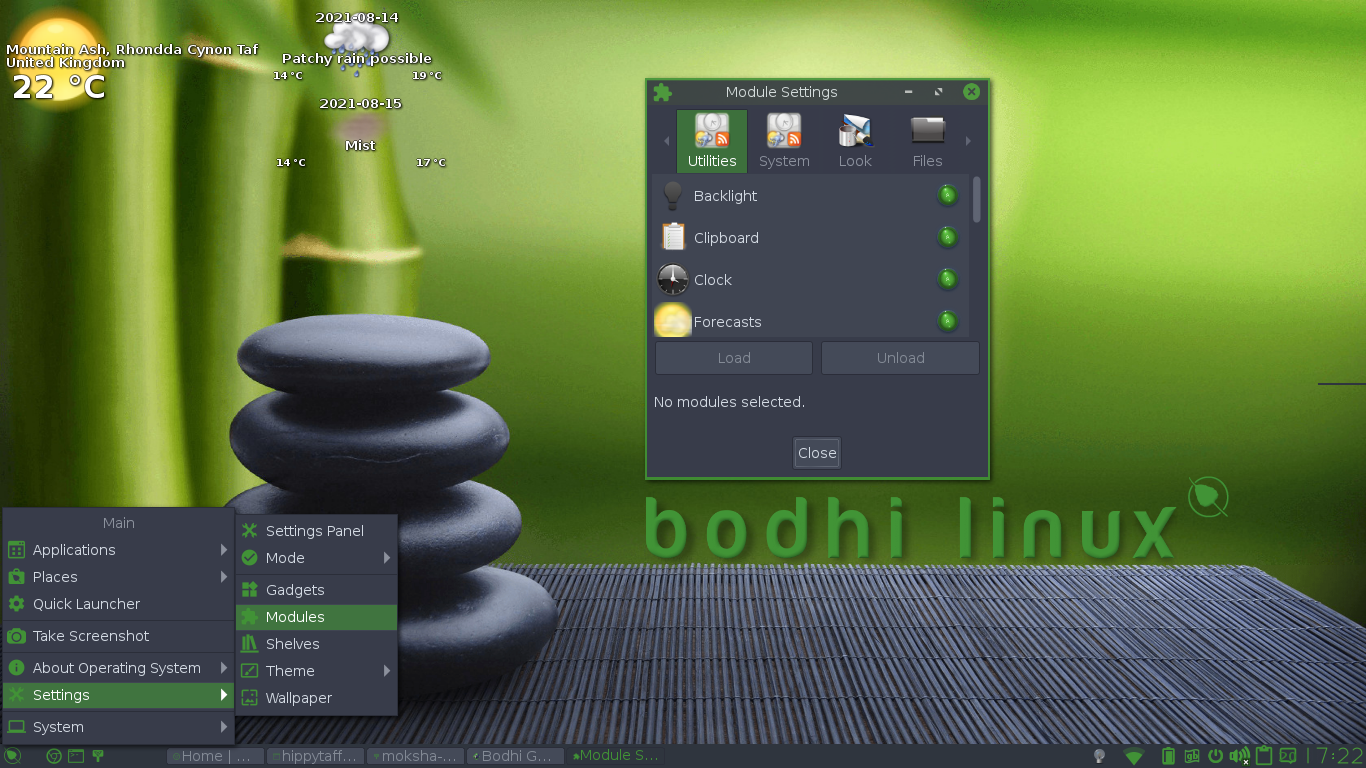 2021-08-14
Mountain Ash, Rhondda Cynon Taf
United Kingdom
22 °C
Patchy rain possible
14°C 19°C
2021-08-15
Mist
14°C 17°C
Module Settings
Utilities System Look Files
Backlight
Clipboard
Clock
Forecasts
Load Unload
No modules selected.
Close
bodhi linux
Main
Applications
Places
Quick Launcher
Take Screenshot
About Operating System
Settings
System
Settings Panel
Mode
Gadgets
Modules
Shelves
Theme
Wallpaper
Home | ... hippytaff... moksha-... Bodhi G... Module S... gb 7:22